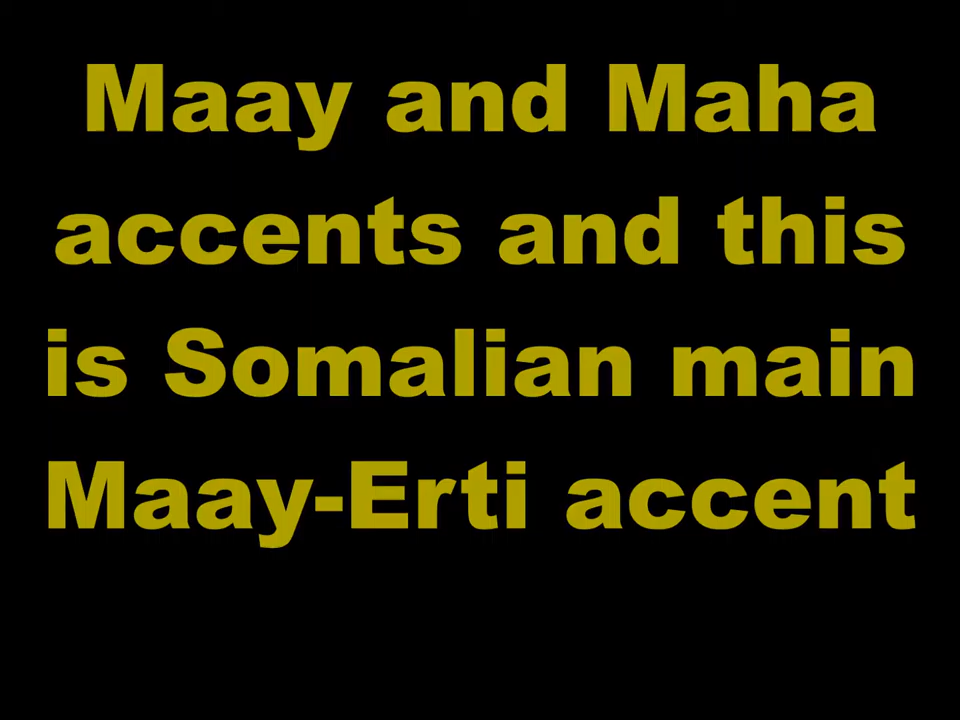 Maay and Maha
accents and this
is Somalian main
Maay-Erti accent